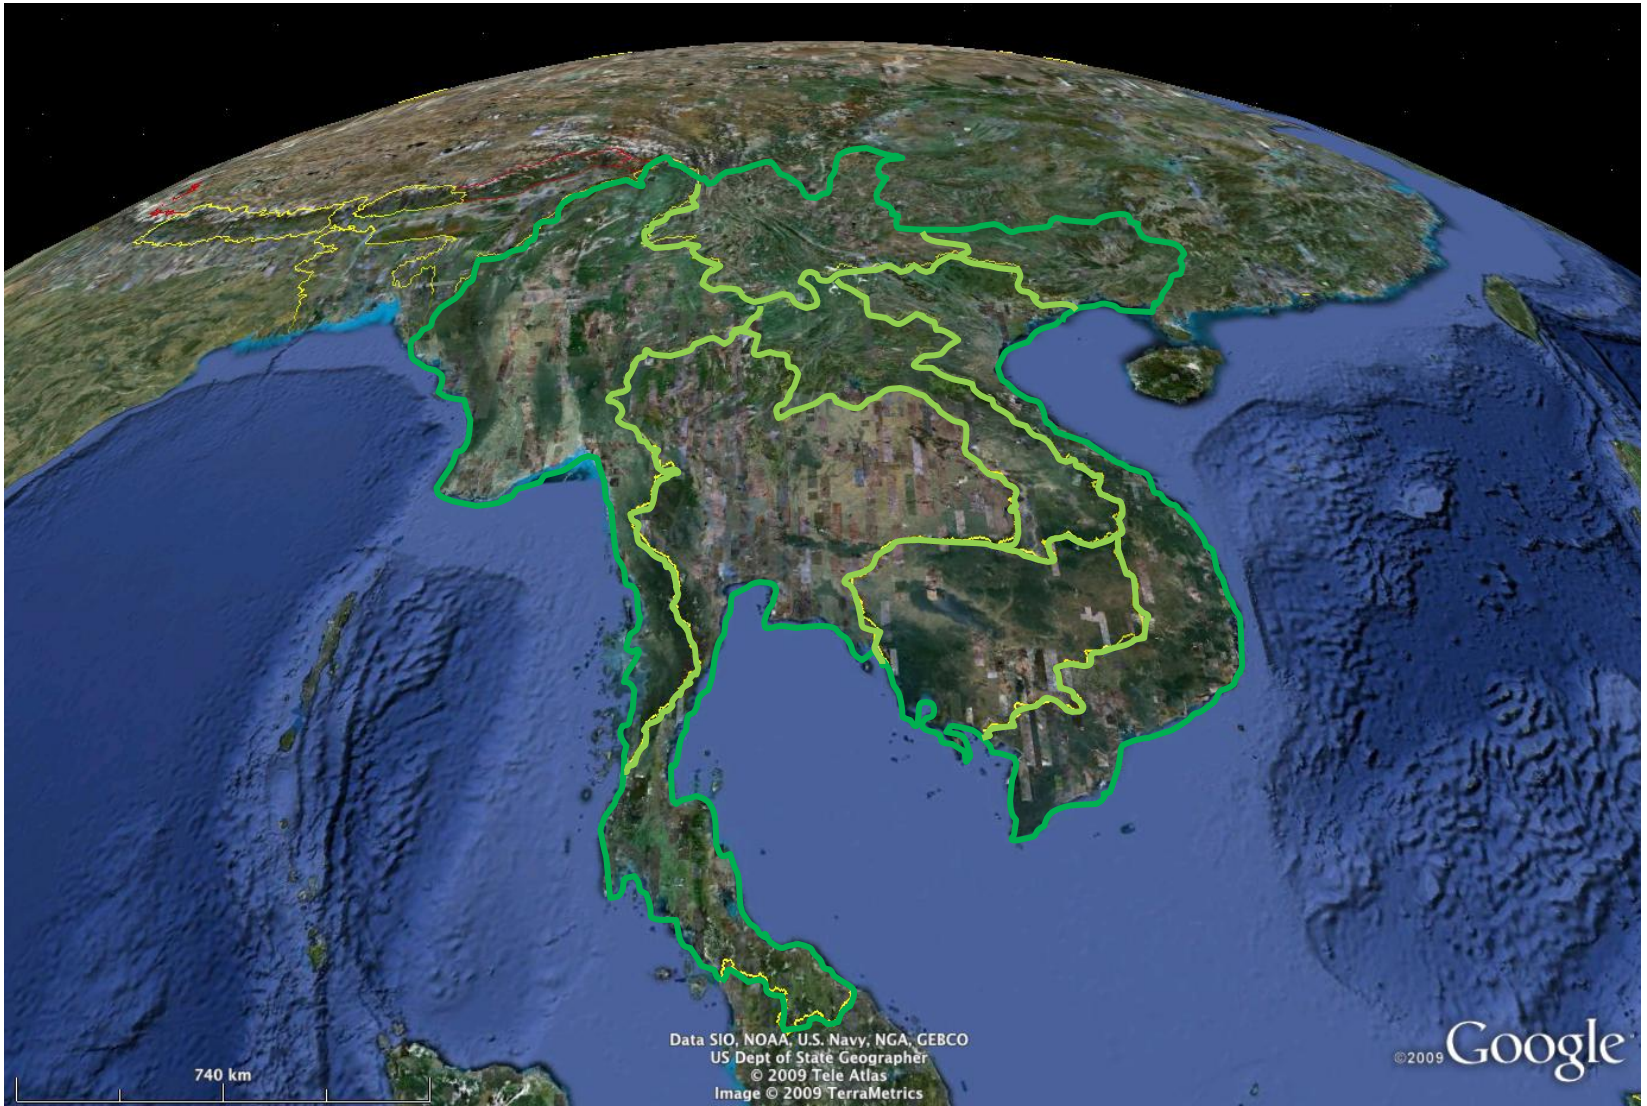 Data SIO, NOAA, U.S. Navy, NGA, GEBCO
US Dept of State Geographer
© 2009 Tele Atlas
Image © 2009 TerraMetrics
740 km
©2009 Google